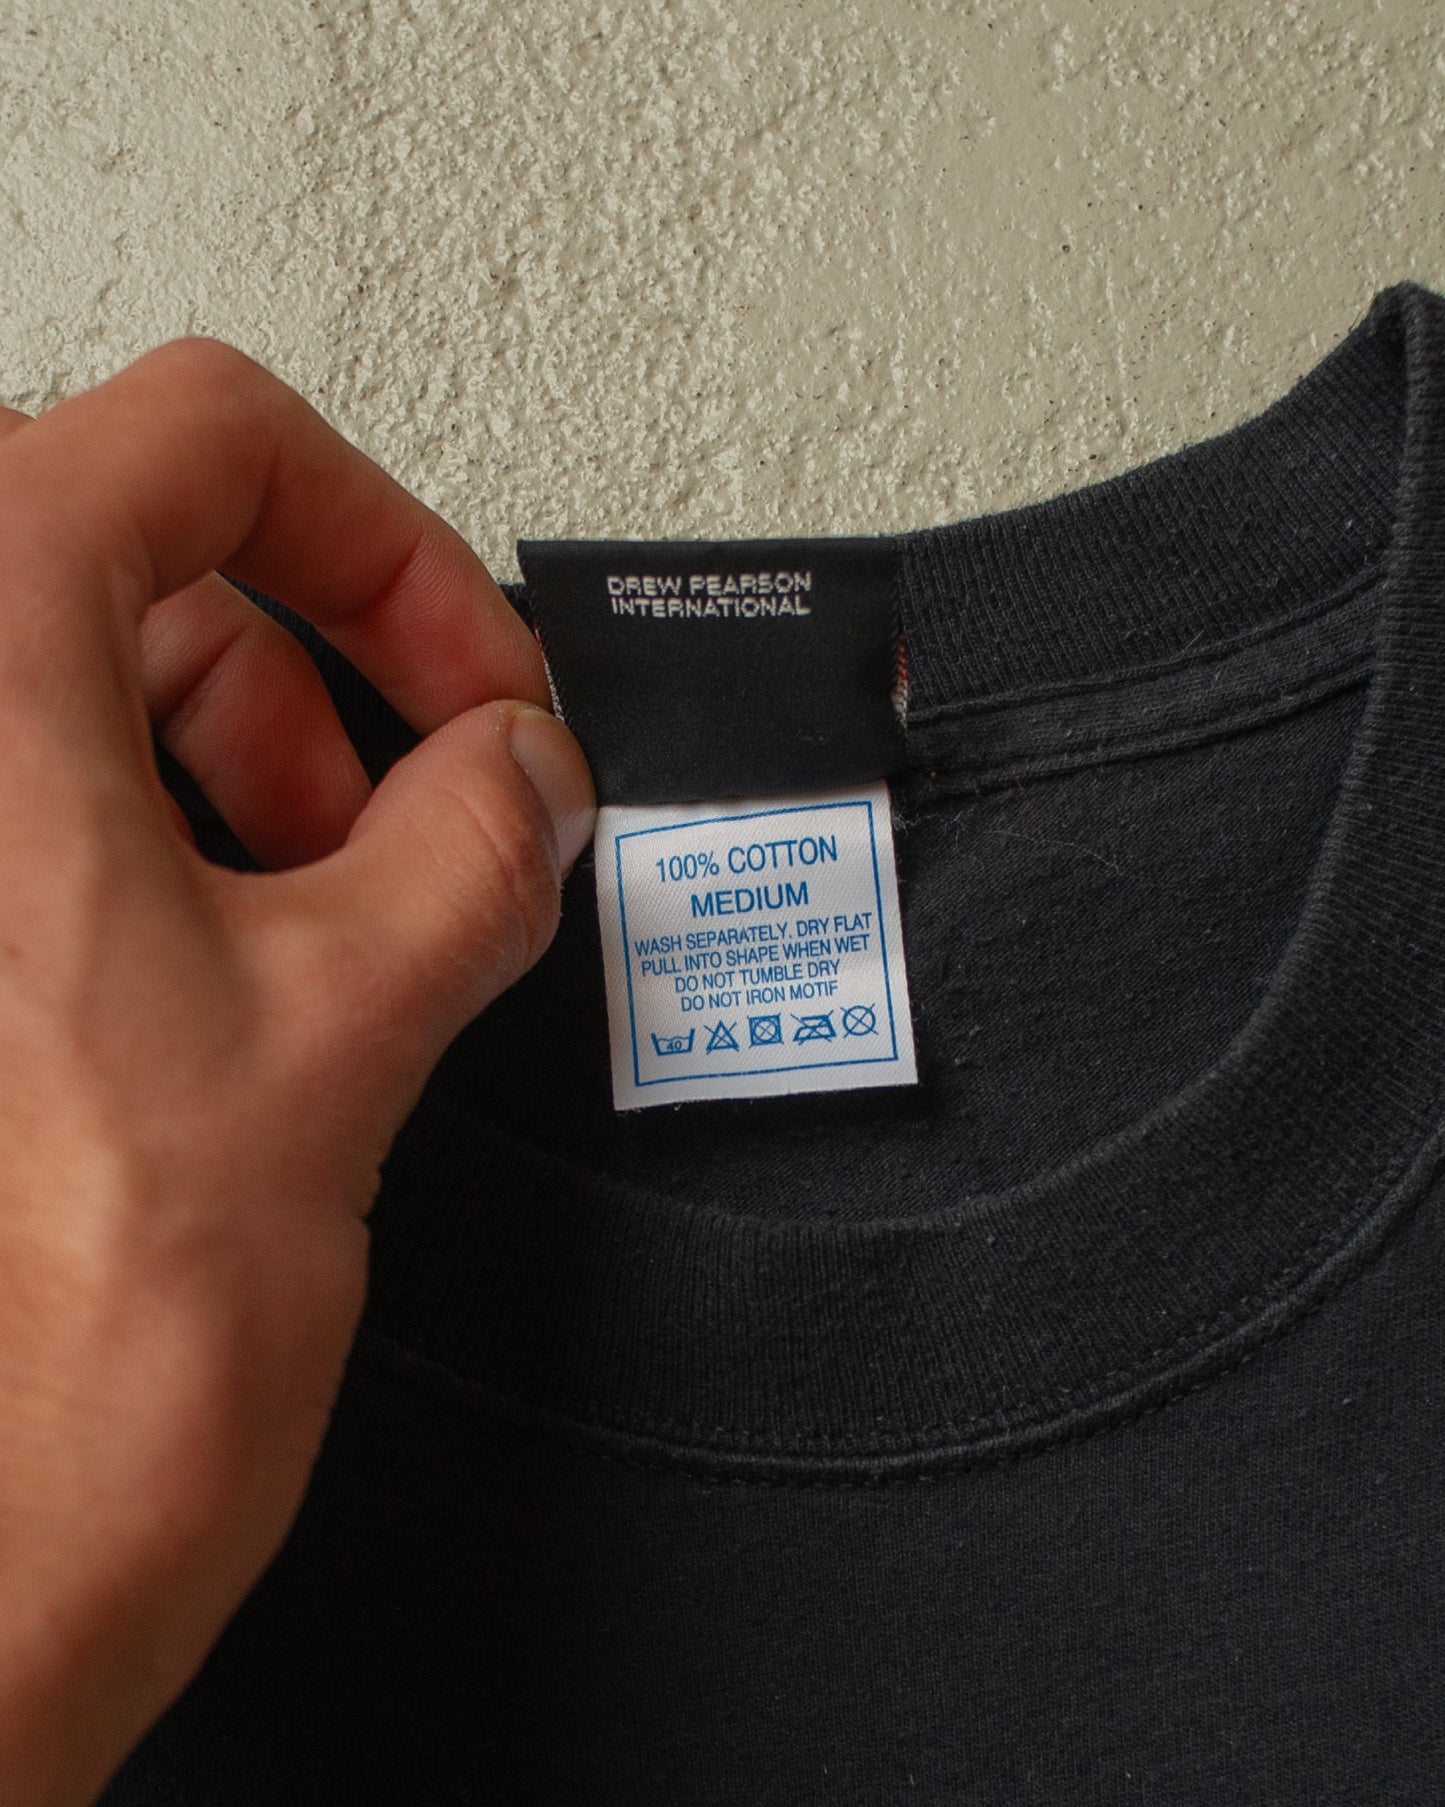 DREW PEARSON
INTERNATIONAL
100% COTTON
MEDIUM
WASH SEPARATELY. DRY FLAT
PULL INTO SHAPE WHEN WET
DO NOT TUMBLE DRY
DO NOT IRON MOTIF
40